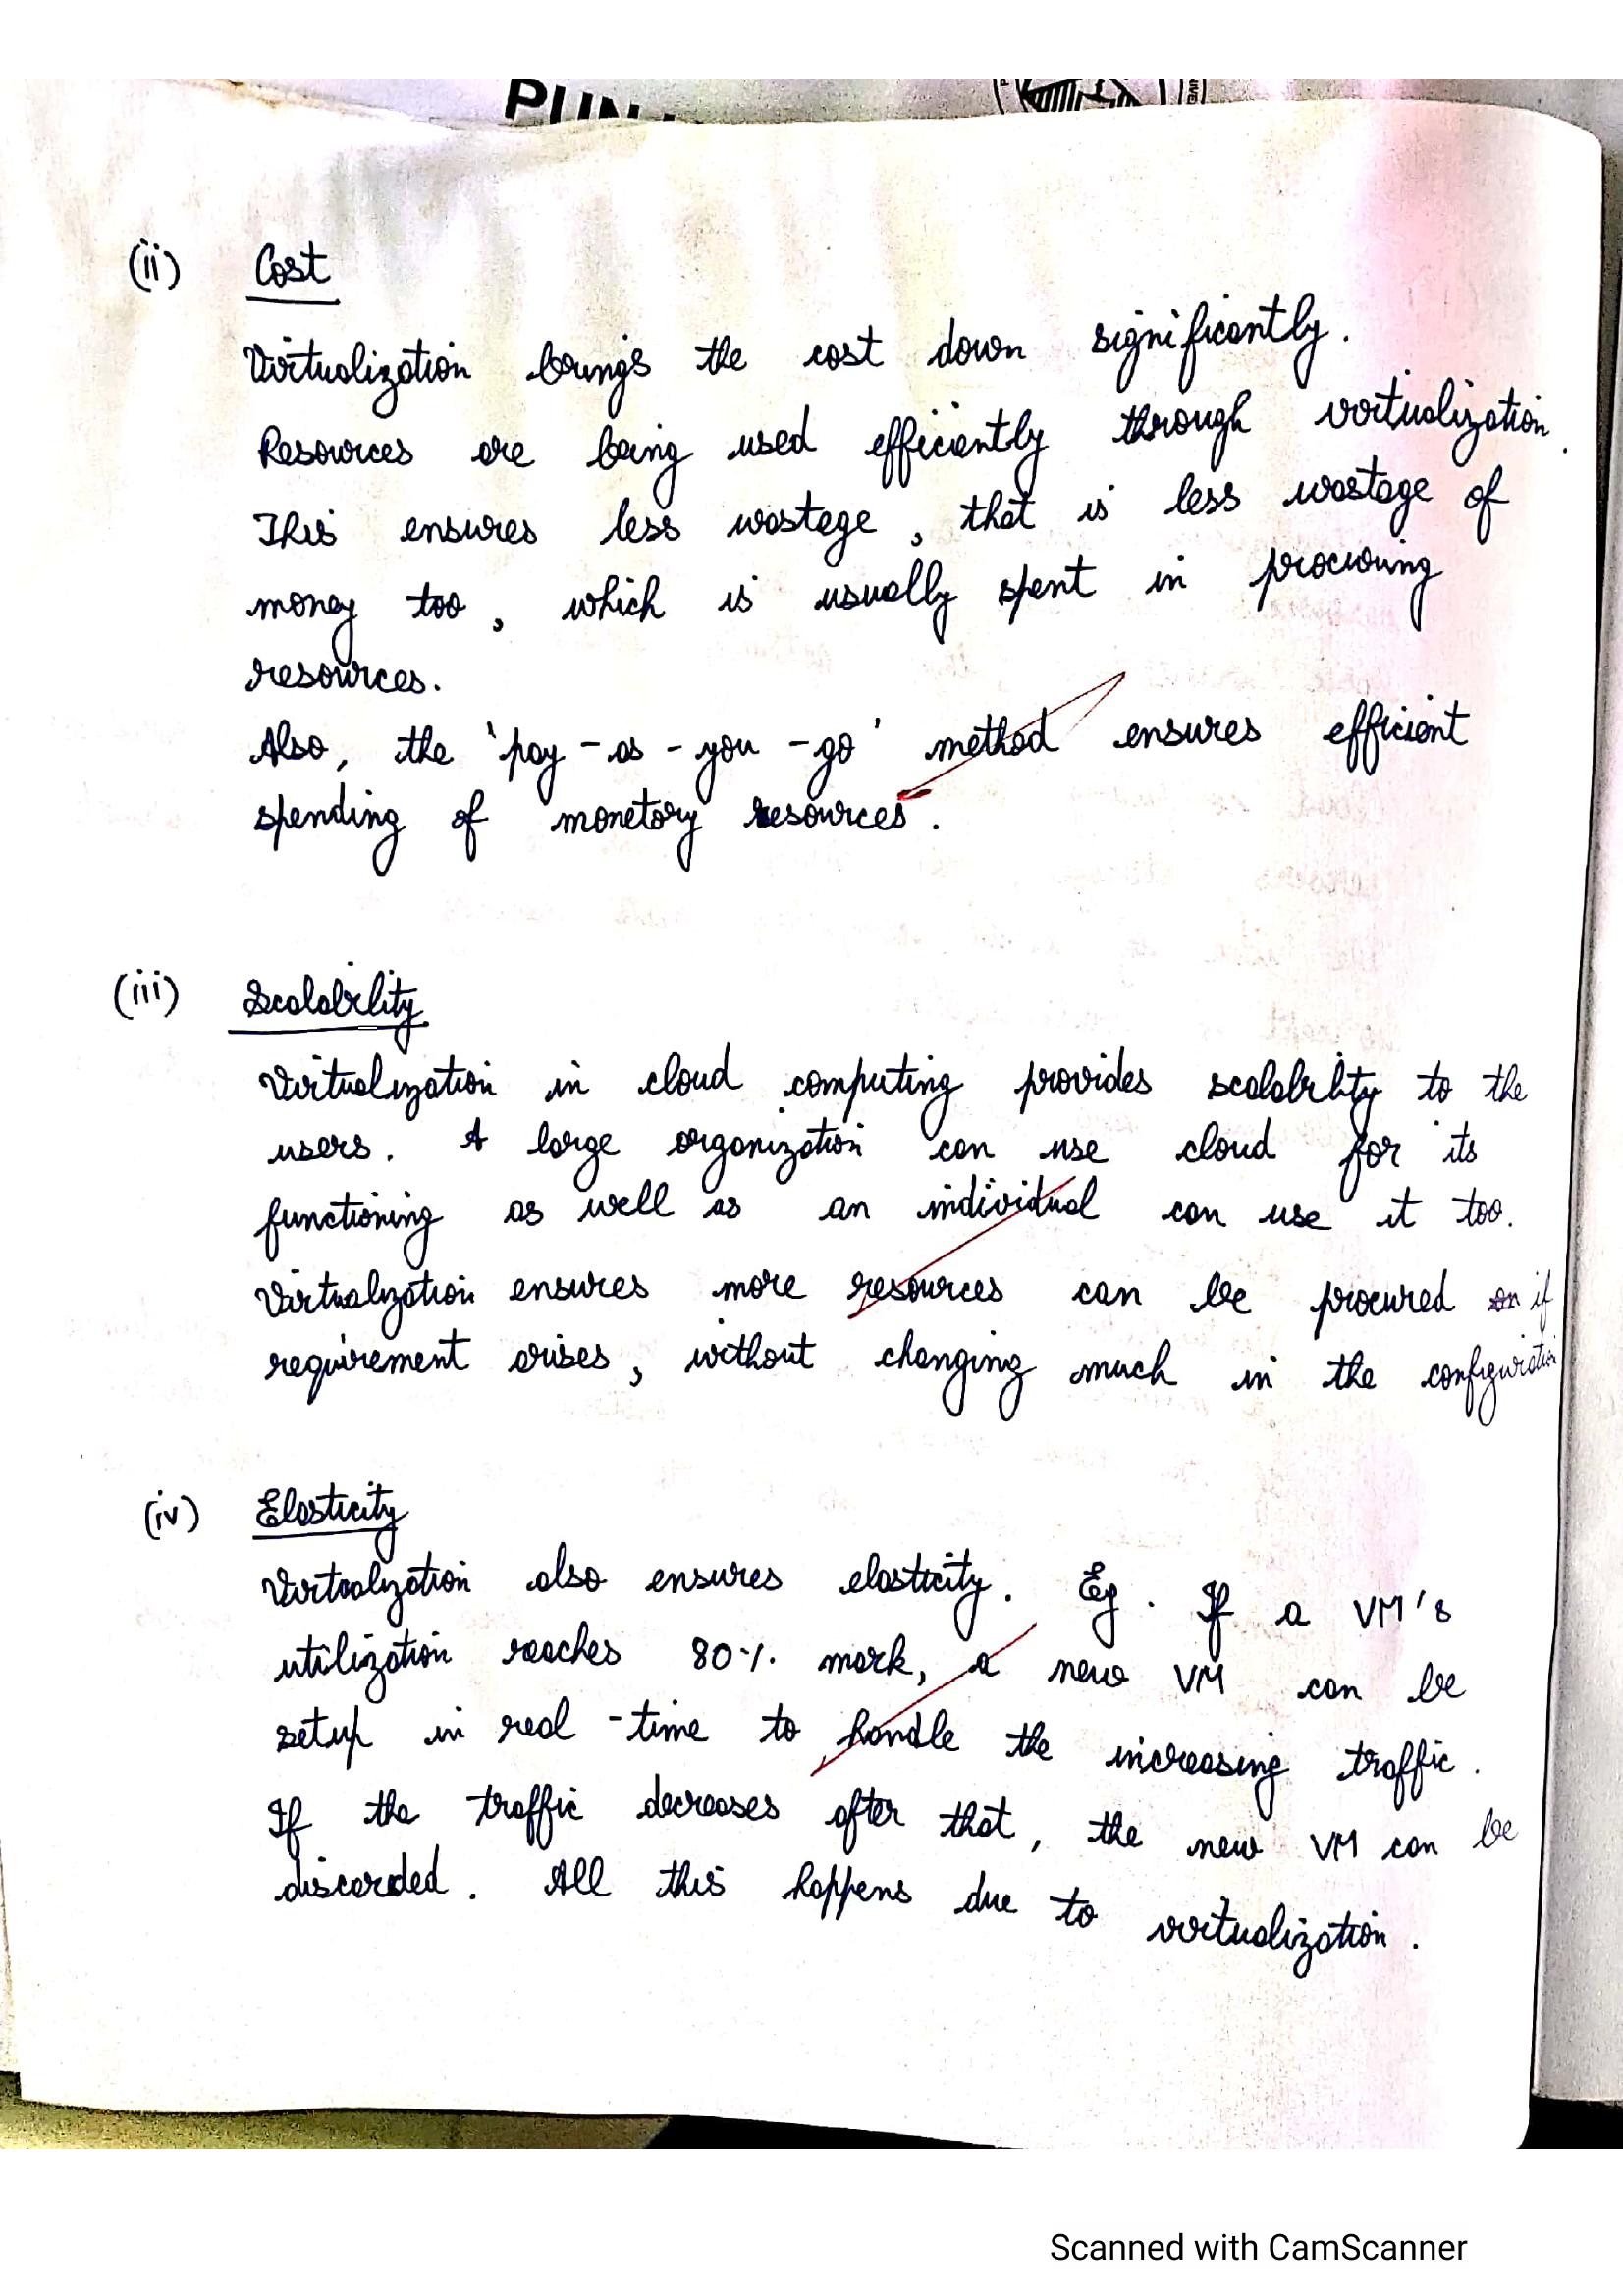 PUN
(ii) Cost
Virtualization brings the cost down significantly.
Resources are being used efficiently through virtualization.
This ensures less wastage, that is less wastage of
money too, which is usually spent in procuring
resources.
Also, the 'pay-as-you-go' method ensures efficient
spending of monetary resources.
(iii) Scalability
Virtualization in cloud computing provides scalability to the
users. A large organization can use cloud for its
functioning as well as an individual can use it too.
Virtualization ensures more resources can be procured if
requirement arises, without changing much in the configuration
(iv) Elasticity
Virtualization also ensures elasticity. Eg. If a VM's
utilization reaches 80% mark, a new VM can be
setup in real-time to handle the increasing traffic.
If the traffic decreases after that, the new VM can be
discarded. All this happens due to virtualization.
Scanned with CamScanner